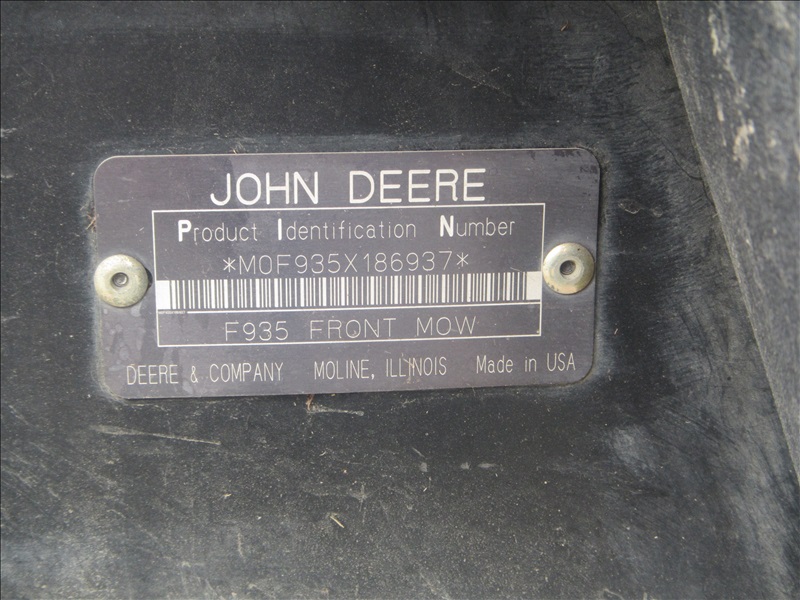 JOHN DEERE
Product Identification Number
*M0F935X186937*
F935 FRONT MOW
DEERE & COMPANY MOLINE, ILLINOIS Made in USA